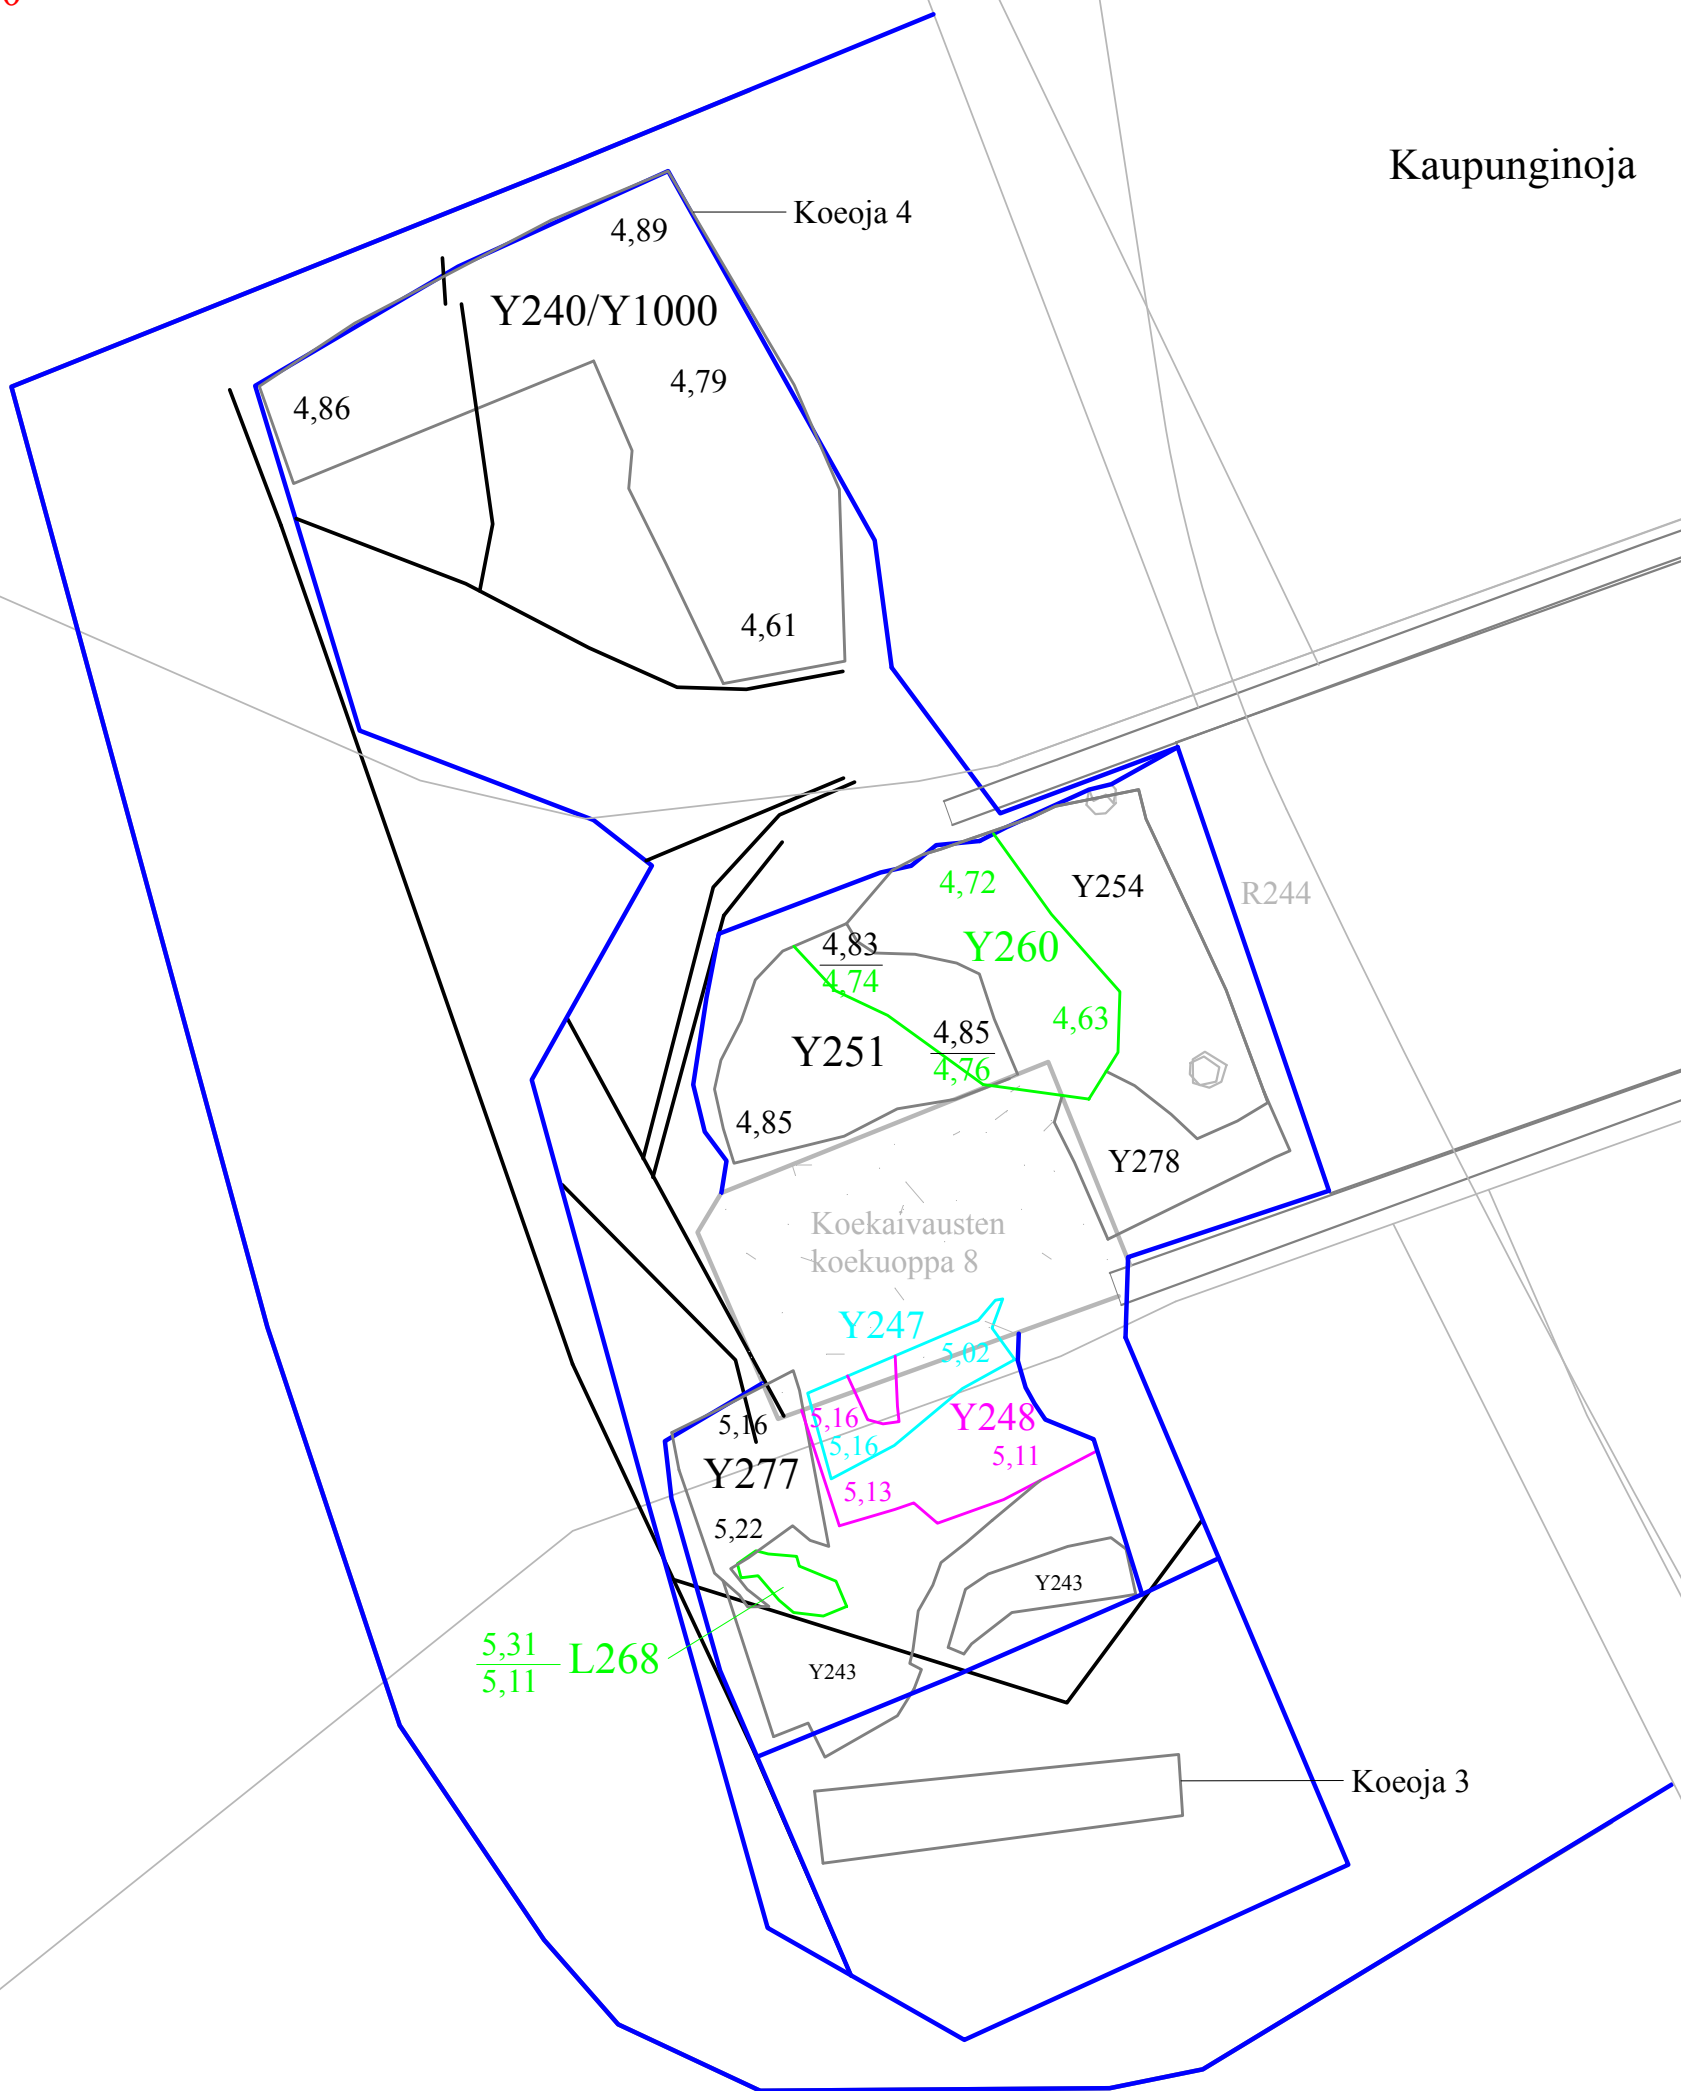 Kaupunginoja
Koeoja 4
4,89
Y240/Y1000
4,79
4,86
4,61
4,72
Y254
R244
Y260
4,83
4,74
4,63
4,85
4,76
Y251
4,85
Y278
Koekaivausten
koekuoppa 8
Y247
5,02
5,16
5,16
Y248
5,16
5,11
Y277
5,13
5,22
Y243
5,31
5,11
L268
Y243
Koeoja 3